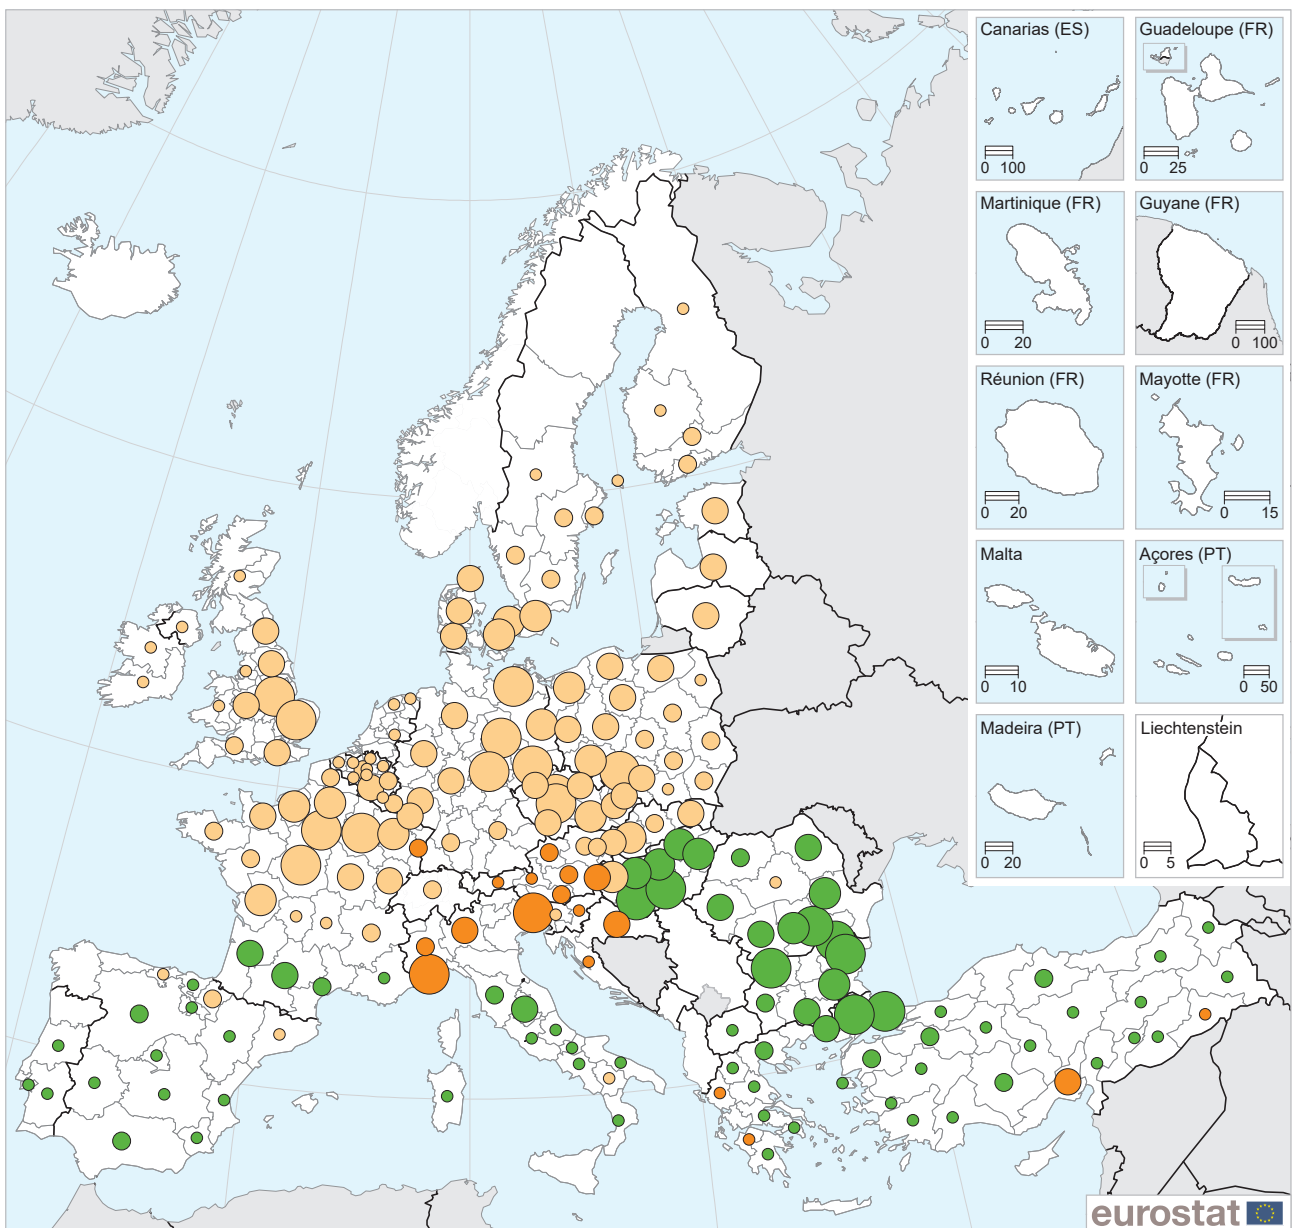 Canarias (ES)
0 100
Guadeloupe (FR)
0 25
Martinique (FR)
0 20
Guyane (FR)
0 100
Réunion (FR)
0 20
Mayotte (FR)
0 15
Malta
0 10
Açores (PT)
0 50
Madeira (PT)
0 20
Liechtenstein
0 5
eurostat